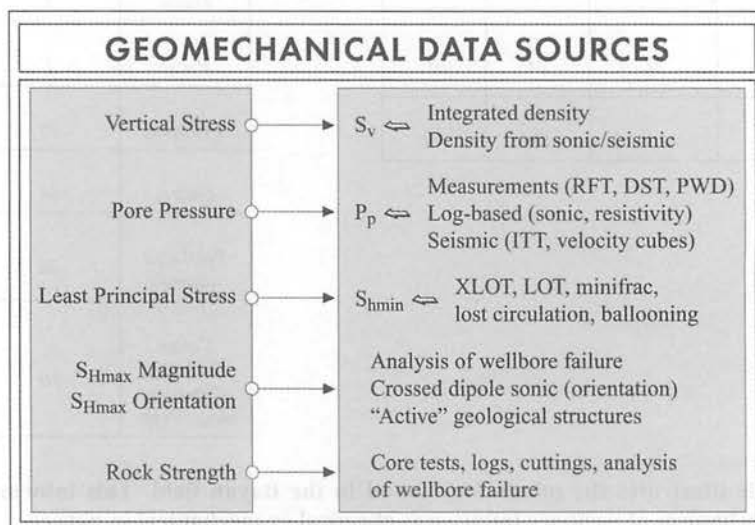 GEOMECHANICAL DATA SOURCES
Vertical Stress
Sv ⇐ Integrated density
Density from sonic/seismic
Pore Pressure
Pp ⇐ Measurements (RFT, DST, PWD)
Log-based (sonic, resistivity)
Seismic (ITT, velocity cubes)
Least Principal Stress
Shmin ⇐ XLOT, LOT, minifrac,
lost circulation, ballooning
SHmax Magnitude
SHmax Orientation
Analysis of wellbore failure
Crossed dipole sonic (orientation)
“Active” geological structures
Rock Strength
Core tests, logs, cuttings, analysis
of wellbore failure